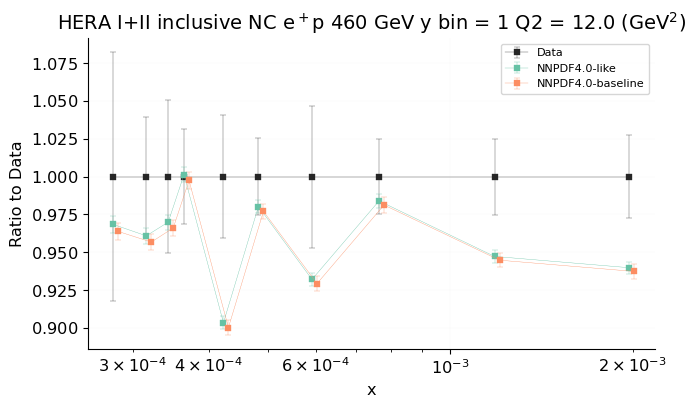 HERA I+II inclusive NC e⁺p 460 GeV y bin = 1 Q2 = 12.0 (GeV²)
Data
NNPDF4.0-like
NNPDF4.0-baseline
Ratio to Data
1.075
1.050
1.025
1.000
0.975
0.950
0.925
0.900
3 × 10⁻⁴ 4 × 10⁻⁴ 6 × 10⁻⁴ 10⁻³ 2 × 10⁻³
x